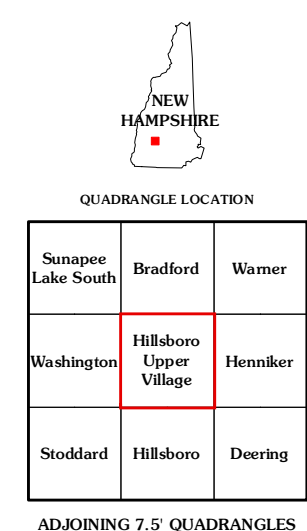 NEW
HAMPSHIRE
QUADRANGLE LOCATION
Sunapee
Lake South
Bradford
Warner
Washington
Hillsboro
Upper
Village
Henniker
Stoddard
Hillsboro
Deering
ADJOINING 7.5' QUADRANGLES